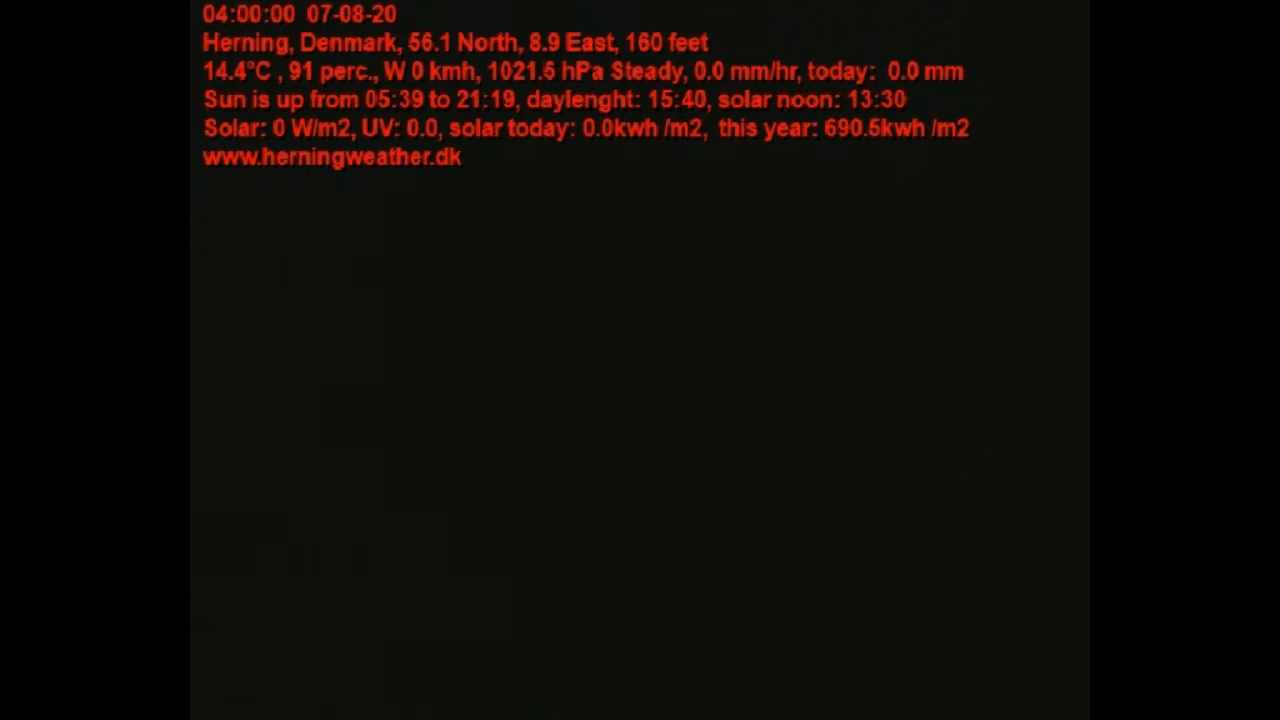 04:00:00 07-08-20
Herning, Denmark, 56.1 North, 8.9 East, 160 feet
14.4°C , 91 perc., W 0 kmh, 1021.5 hPa Steady, 0.0 mm/hr, today: 0.0 mm
Sun is up from 05:39 to 21:19, daylenght: 15:40, solar noon: 13:30
Solar: 0 W/m2, UV: 0.0, solar today: 0.0kwh /m2, this year: 690.5kwh /m2
www.herningweather.dk